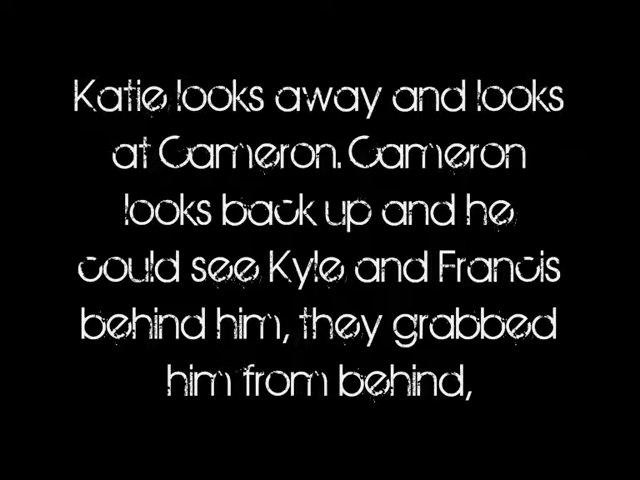 Katie looks away and looks
at Cameron. Cameron
looks back up and he
could see Kyle and Francis
behind him, they grabbed
him from behind,